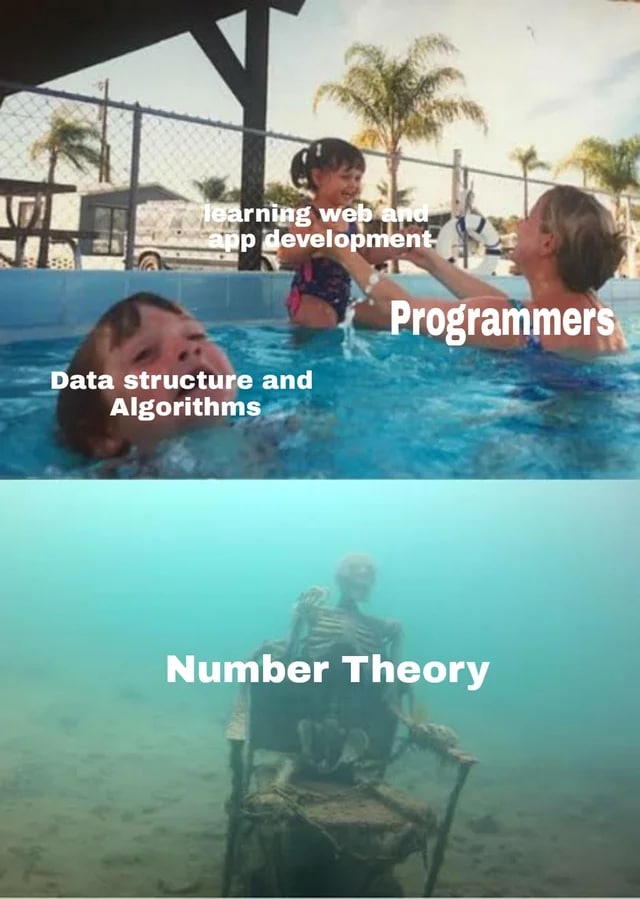 learning web and
app development
Programmers
Data structure and
Algorithms
Number Theory